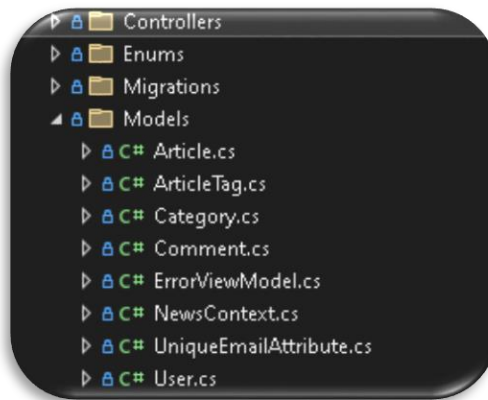 Controllers
Enums
Migrations
Models
C# Article.cs
C# ArticleTag.cs
C# Category.cs
C# Comment.cs
C# ErrorViewModel.cs
C# NewsContext.cs
C# UniqueEmailAttribute.cs
C# User.cs